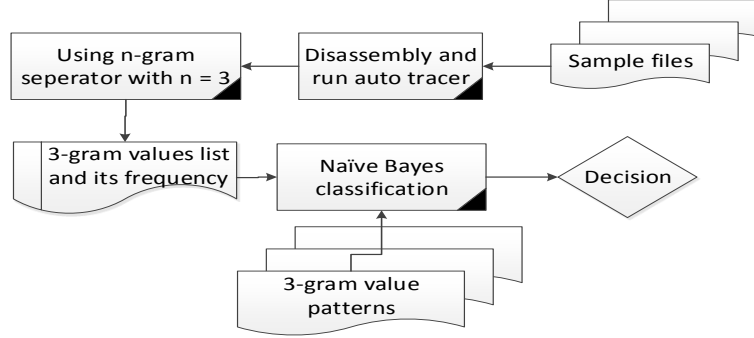 Using n-gram
seperator with n = 3
Disassembly and
run auto tracer
Sample files
3-gram values list
and its frequency
Naïve Bayes
classification
Decision
3-gram value
patterns